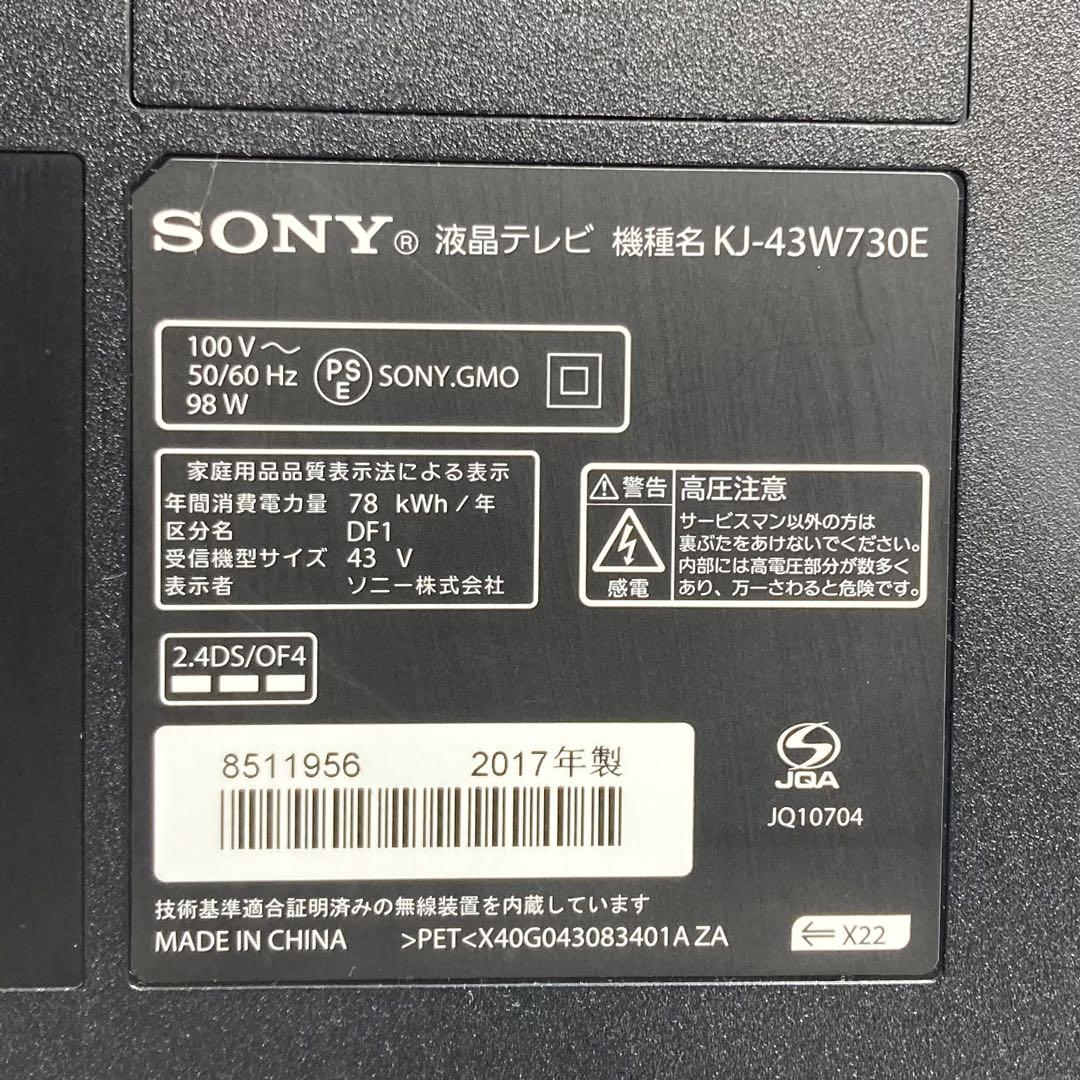 SONY® 液晶テレビ 機種名 KJ-43W730E
100 V〜
50/60 Hz
98 W
PSE SONY.GMO
家庭用品品質表示法による表示
年間消費電力量 78 kWh / 年
区分名 DF1
受信機型サイズ 43 V
表示者 ソニー株式会社
警告 高圧注意
感電
サービスマン以外の方は
裏ぶたをあけないでください。
内部には高電圧部分が数多く
あり、万一さわると危険です。
2.4DS/OF4
8511956 2017年製
JQA
JQ10704
技術基準適合証明済みの無線装置を内蔵しています
MADE IN CHINA >PET<X40G043083401A ZA
X22